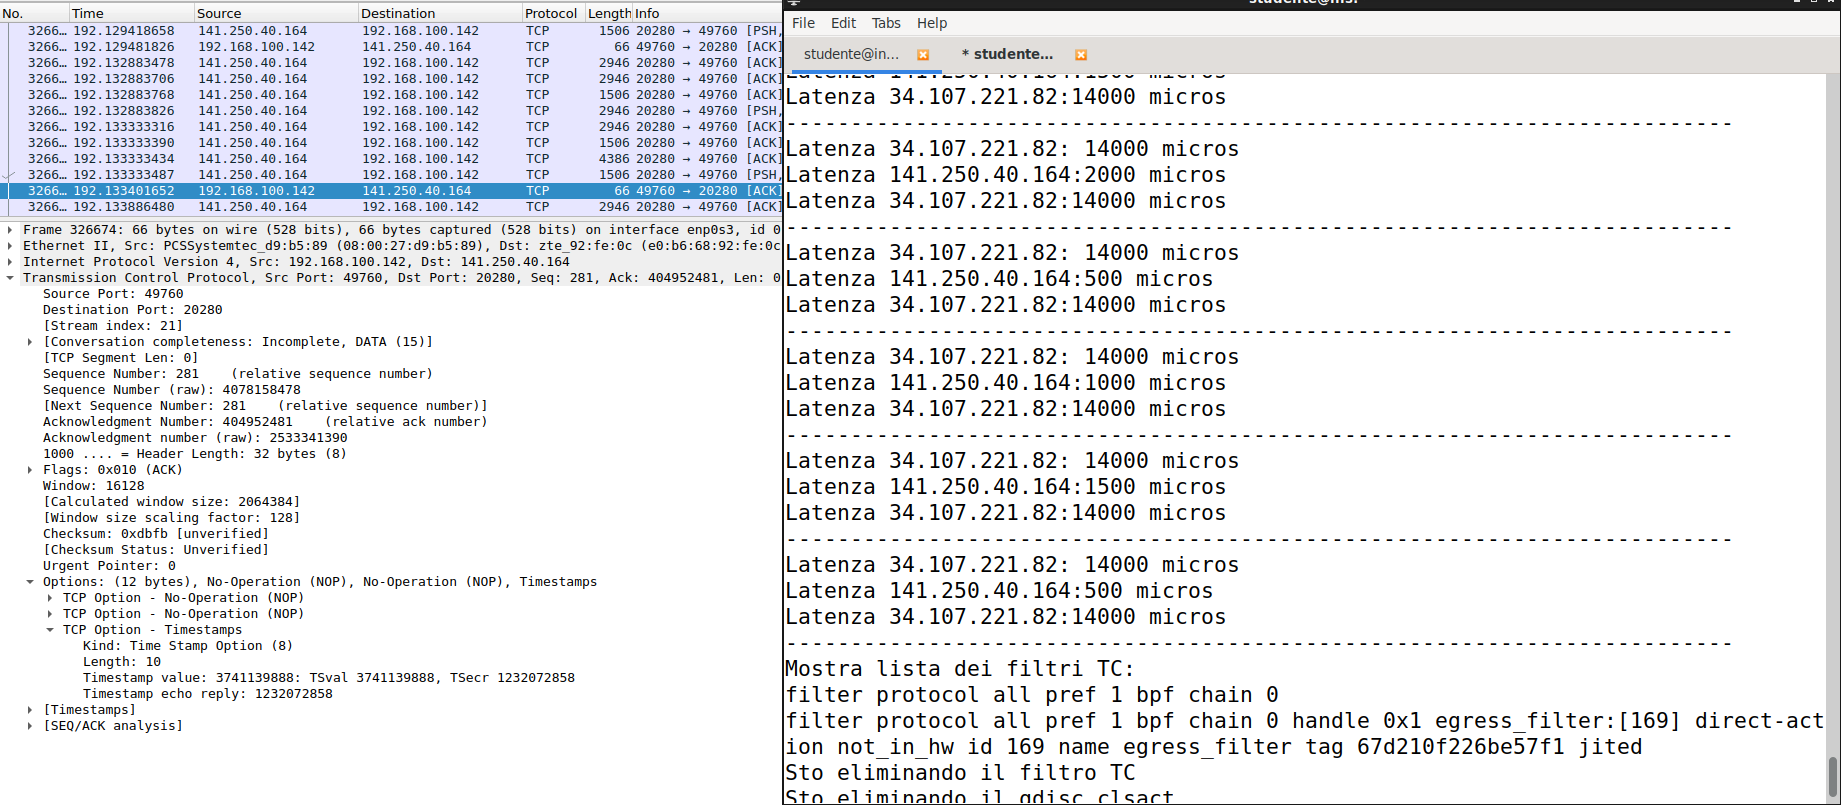 No. Time Source Destination Protocol Length Info
3266… 192.129418658 141.250.40.164 192.168.100.142 TCP 1506 20280 → 49760 [PSH,
3266… 192.129481826 192.168.100.142 141.250.40.164 TCP 66 49760 → 20280 [ACK]
3266… 192.132883478 141.250.40.164 192.168.100.142 TCP 2946 20280 → 49760 [ACK]
3266… 192.132883706 141.250.40.164 192.168.100.142 TCP 2946 20280 → 49760 [ACK]
3266… 192.132883768 141.250.40.164 192.168.100.142 TCP 1506 20280 → 49760 [ACK]
3266… 192.132883826 141.250.40.164 192.168.100.142 TCP 2946 20280 → 49760 [PSH,
3266… 192.133333316 141.250.40.164 192.168.100.142 TCP 2946 20280 → 49760 [ACK]
3266… 192.133333390 141.250.40.164 192.168.100.142 TCP 1506 20280 → 49760 [ACK]
3266… 192.133333434 141.250.40.164 192.168.100.142 TCP 4386 20280 → 49760 [ACK]
3266… 192.133333487 141.250.40.164 192.168.100.142 TCP 1506 20280 → 49760 [PSH,
3266… 192.133401652 192.168.100.142 141.250.40.164 TCP 66 49760 → 20280 [ACK]
3266… 192.133886480 141.250.40.164 192.168.100.142 TCP 2946 20280 → 49760 [ACK]
Frame 326674: 66 bytes on wire (528 bits), 66 bytes captured (528 bits) on interface enp0s3, id 0
Ethernet II, Src: PCSSystemtec_d9:b5:89 (08:00:27:d9:b5:89), Dst: zte_92:fe:0c (e0:b6:68:92:fe:0c
Internet Protocol Version 4, Src: 192.168.100.142, Dst: 141.250.40.164
Transmission Control Protocol, Src Port: 49760, Dst Port: 20280, Seq: 281, Ack: 404952481, Len: 0
Source Port: 49760
Destination Port: 20280
[Stream index: 21]
[Conversation completeness: Incomplete, DATA (15)]
[TCP Segment Len: 0]
Sequence Number: 281    (relative sequence number)
Sequence Number (raw): 4078158478
[Next Sequence Number: 281    (relative sequence number)]
Acknowledgment Number: 404952481    (relative ack number)
Acknowledgment number (raw): 2533341390
1000 .... = Header Length: 32 bytes (8)
Flags: 0x010 (ACK)
Window: 16128
[Calculated window size: 2064384]
[Window size scaling factor: 128]
Checksum: 0xdbfb [unverified]
[Checksum Status: Unverified]
Urgent Pointer: 0
Options: (12 bytes), No-Operation (NOP), No-Operation (NOP), Timestamps
TCP Option - No-Operation (NOP)
TCP Option - No-Operation (NOP)
TCP Option - Timestamps
Kind: Time Stamp Option (8)
Length: 10
Timestamp value: 3741139888: TSval 3741139888, TSecr 1232072858
Timestamp echo reply: 1232072858
[Timestamps]
[SEQ/ACK analysis]
File Edit Tabs Help
studente@in... * studente...
Latenza 141.250.40.164:1500 micros
Latenza 34.107.221.82:14000 micros
-------------------------------------------------------------------------
Latenza 34.107.221.82: 14000 micros
Latenza 141.250.40.164:2000 micros
Latenza 34.107.221.82:14000 micros
-------------------------------------------------------------------------
Latenza 34.107.221.82: 14000 micros
Latenza 141.250.40.164:500 micros
Latenza 34.107.221.82:14000 micros
-------------------------------------------------------------------------
Latenza 34.107.221.82: 14000 micros
Latenza 141.250.40.164:1000 micros
Latenza 34.107.221.82:14000 micros
-------------------------------------------------------------------------
Latenza 34.107.221.82: 14000 micros
Latenza 141.250.40.164:1500 micros
Latenza 34.107.221.82:14000 micros
-------------------------------------------------------------------------
Latenza 34.107.221.82: 14000 micros
Latenza 141.250.40.164:500 micros
Latenza 34.107.221.82:14000 micros
-------------------------------------------------------------------------
Mostra lista dei filtri TC:
filter protocol all pref 1 bpf chain 0
filter protocol all pref 1 bpf chain 0 handle 0x1 egress_filter:[169] direct-act
ion not_in_hw id 169 name egress_filter tag 67d210f226be57f1 jited
Sto eliminando il filtro TC
Sto eliminando il qdisc clsact